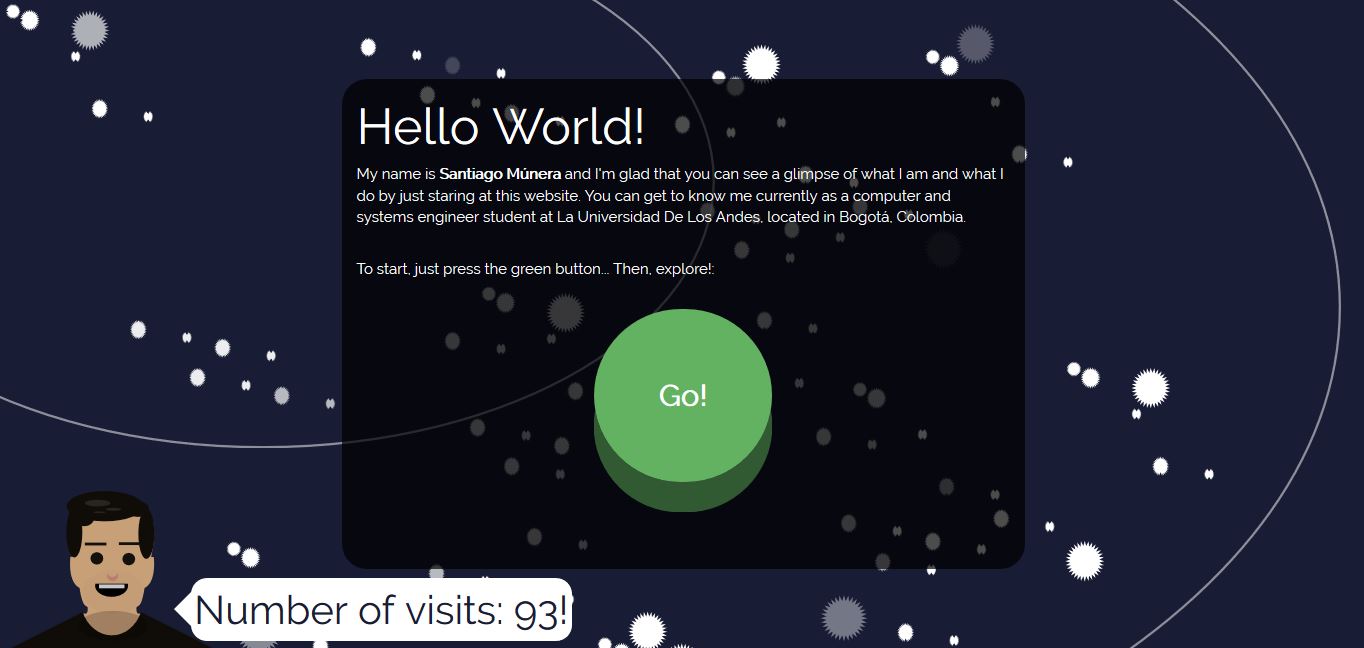 Hello World!
My name is Santiago Múnera and I'm glad that you can see a glimpse of what I am and what I
do by just staring at this website. You can get to know me currently as a computer and
systems engineer student at La Universidad De Los Andes, located in Bogotá, Colombia.
To start, just press the green button... Then, explore!:
Go!
Number of visits: 93!